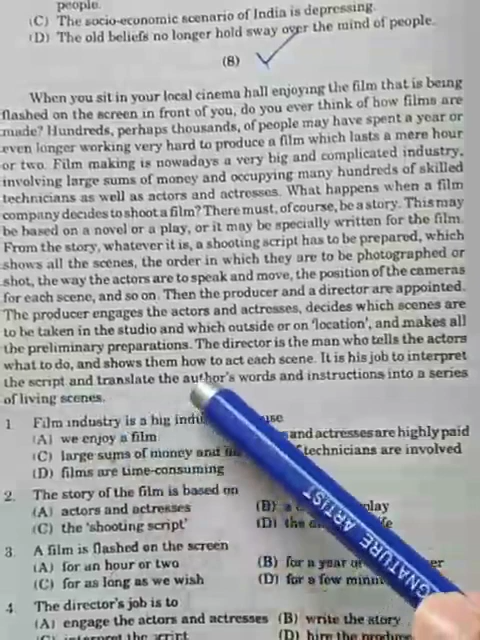 people.
(C) The socio-economic scenario of India is depressing.
(D) The old beliefs no longer hold sway over the mind of people.
(8)
When you sit in your local cinema hall enjoying the film that is being
flashed on the screen in front of you, do you ever think of how films are
made? Hundreds, perhaps thousands, of people may have spent a year or
even longer working very hard to produce a film which lasts a mere hour
or two. Film making is nowadays a very big and complicated industry,
involving large sums of money and occupying many hundreds of skilled
technicians as well as actors and actresses. What happens when a film
company decides to shoot a film? There must, of course, be a story. This may
be based on a novel or a play, or it may be specially written for the film.
From the story, whatever it is, a shooting script has to be prepared, which
shows all the scenes, the order in which they are to be photographed or
shot, the way the actors are to speak and move, the position of the cameras
for each scene, and so on. Then the producer and a director are appointed.
The producer engages the actors and actresses, decides which scenes are
to be taken in the studio and which outside or on 'location', and makes all
the preliminary preparations. The director is the man who tells the actors
what to do, and shows them how to act each scene. It is his job to interpret
the script and translate the author's words and instructions into a series
of living scenes.
1 Film industry is a big
(A) we enjoy a film and actresses are highly paid
(C) large sums of money and technicians are involved
(D) films are time-consuming
2. The story of the film is based on
(A) actors and actresses (B) a play
(C) the 'shooting script' (D) the
3. A film is flashed on the screen
(A) for an hour or two (B) for a year or
(C) for as long as we wish (D) for a few
4. The director's job is to
(A) engage the actors and actresses (B) write the story
(C) interpret the script (D) hire the
SIGNATURE ARTIST